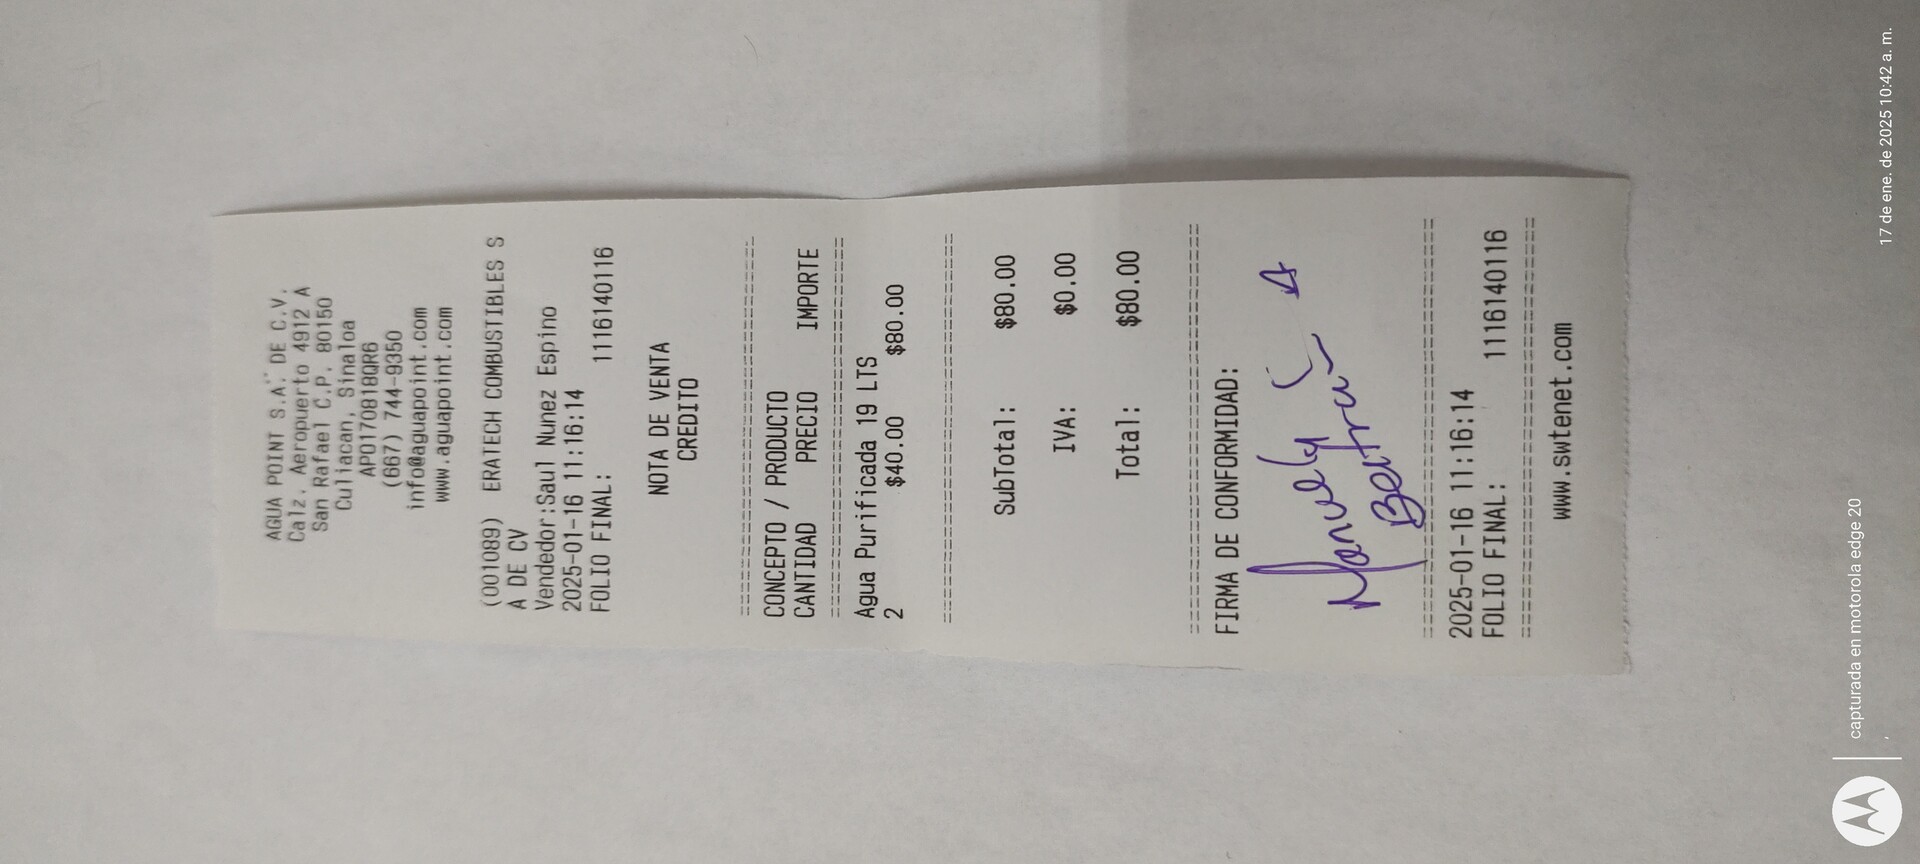 AGUA POINT S.A. DE C.V.
Calz. Aeropuerto 4912 A
San Rafael C.P. 80150
Culiacan, Sinaloa
APO170818QR6
(667) 744-9350
info@aguapoint.com
www.aguapoint.com
(001089) ERATECH COMBUSTIBLES S
A DE CV
Vendedor:Saul Nunez Espino
2025-01-16 11:16:14
FOLIO FINAL: 1116140116
NOTA DE VENTA
CREDITO
CONCEPTO / PRODUCTO
CANTIDAD PRECIO IMPORTE
Agua Purificada 19 LTS
2 $40.00 $80.00
SubTotal: $80.00
IVA: $0.00
Total: $80.00
FIRMA DE CONFORMIDAD:
2025-01-16 11:16:14
FOLIO FINAL: 1116140116
www.swtenet.com
capturada en motorola edge 20
17 de ene. de 2025 10:42 a. m.